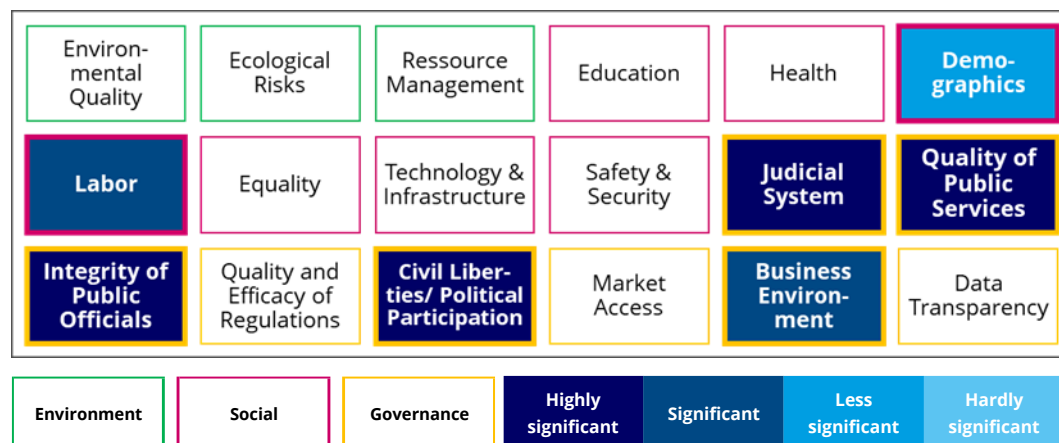 Environ-
mental
Quality
Ecological
Risks
Ressource
Management
Education
Health
Demo-
graphics
Labor
Equality
Technology &
Infrastructure
Safety &
Security
Judicial
System
Quality of
Public
Services
Integrity of
Public
Officials
Quality and
Efficacy of
Regulations
Civil Liber-
ties/ Political
Participation
Market
Access
Business
Environ-
ment
Data
Transparency
Environment
Social
Governance
Highly
significant
Significant
Less
significant
Hardly
significant